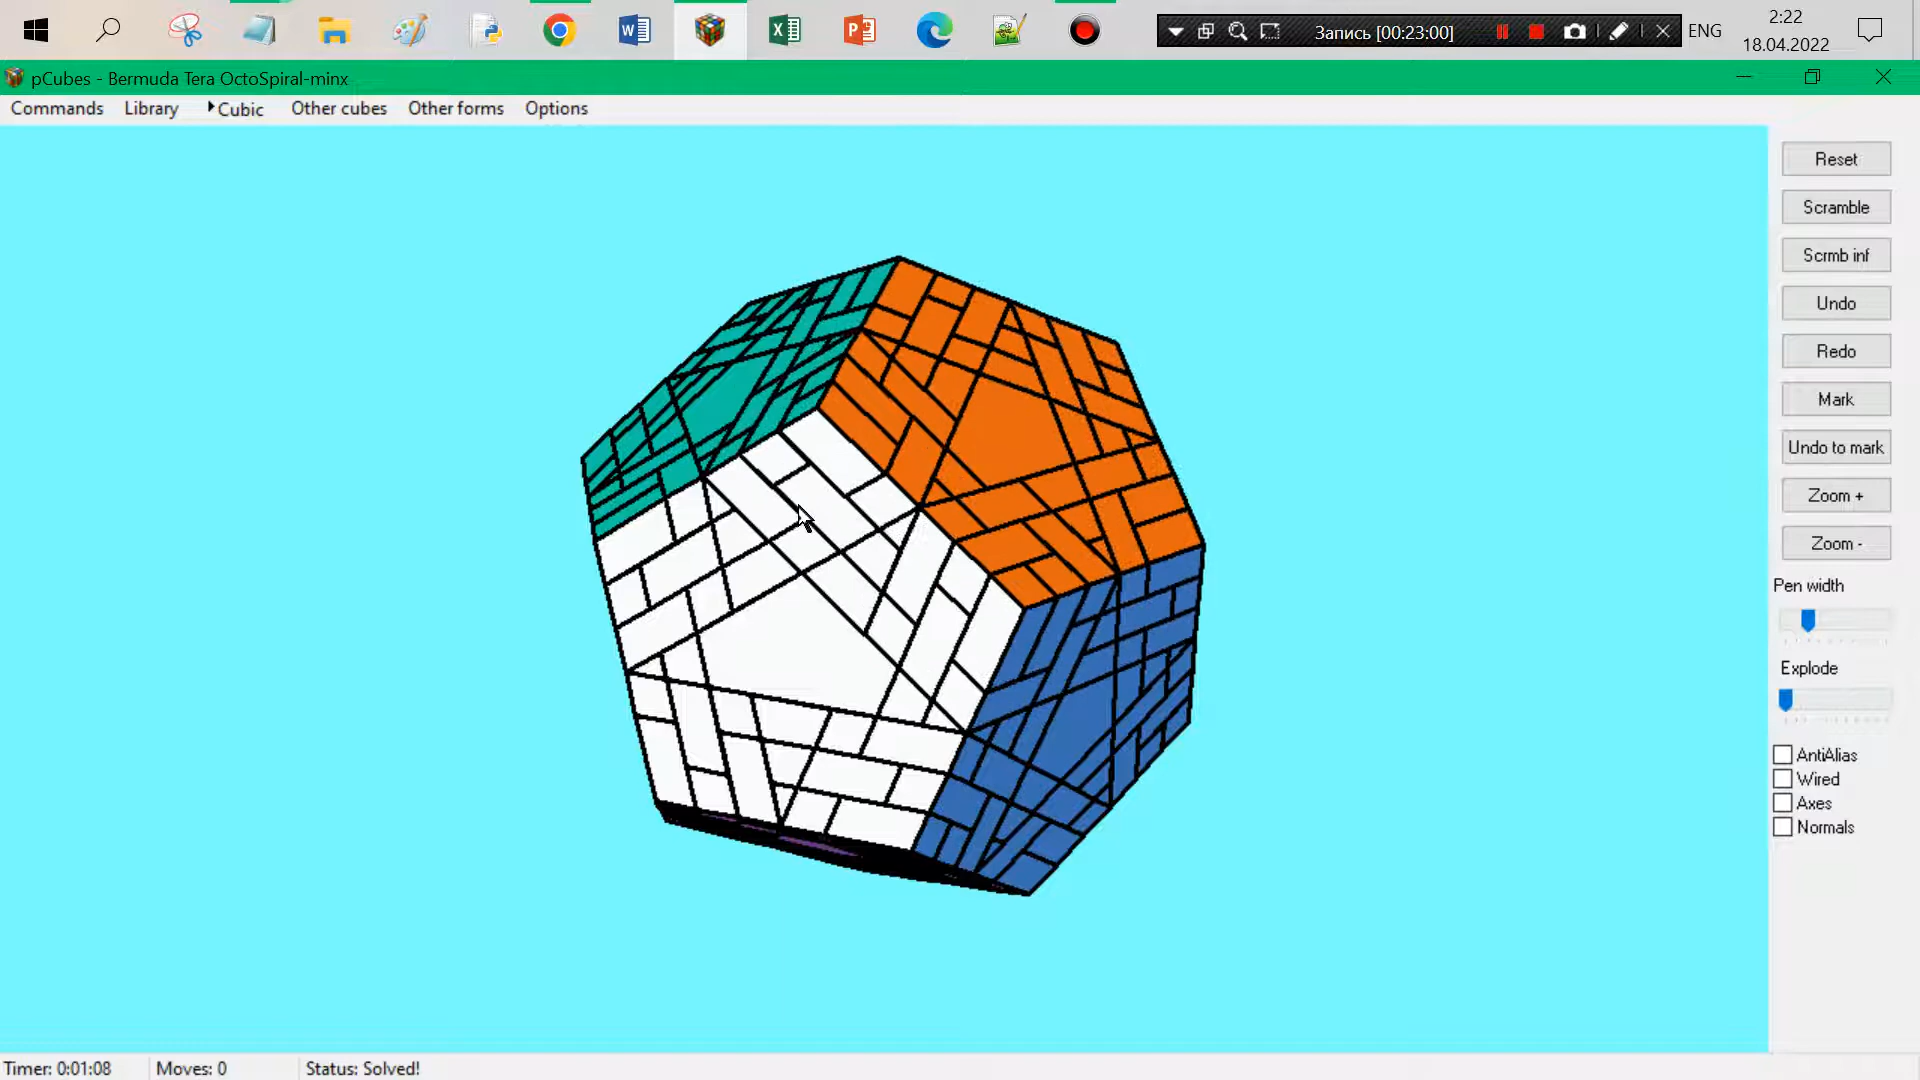 Запись [00:23:00]
ENG
2:22
18.04.2022
pCubes - Bermuda Tera OctoSpiral-minx
Commands Library Cubic Other cubes Other forms Options
Reset
Scramble
Scrmb inf
Undo
Redo
Mark
Undo to mark
Zoom +
Zoom -
Pen width
Explode
AntiAlias
Wired
Axes
Normals
Timer: 0:01:08 Moves: 0 Status: Solved!